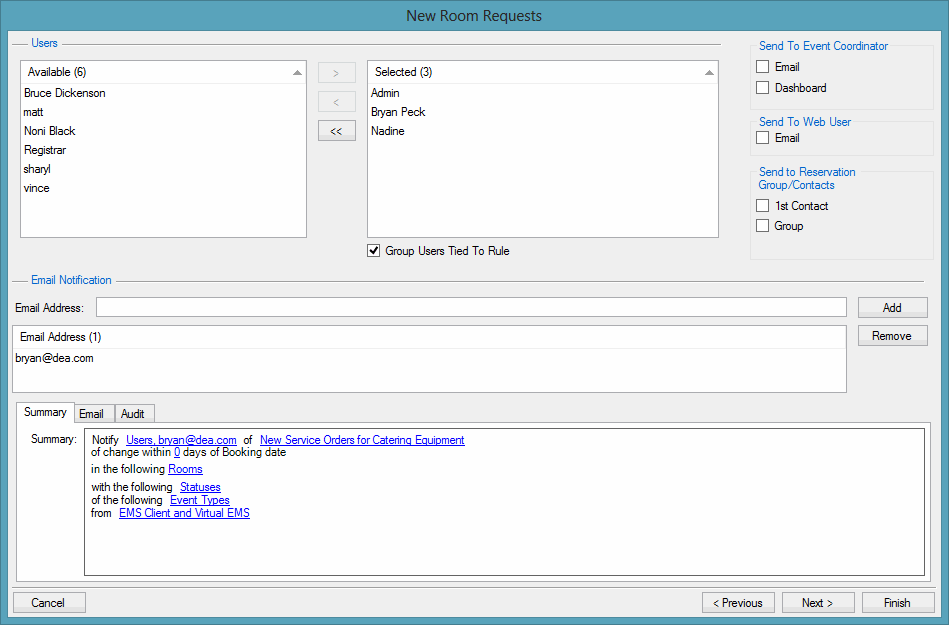 New Room Requests
Users
Available (6)
Bruce Dickenson
matt
Noni Black
Registrar
sharyl
vince
>
<
<<
Selected (3)
Admin
Bryan Peck
Nadine
Group Users Tied To Rule
Send To Event Coordinator
Email
Dashboard
Send To Web User
Email
Send to Reservation
Group/Contacts
1st Contact
Group
Email Notification
Email Address:
Add
Email Address (1)
Remove
bryan@dea.com
Summary Email Audit
Summary:
Notify Users, bryan@dea.com of New Service Orders for Catering Equipment
of change within 0 days of Booking date
in the following Rooms
with the following Statuses
of the following Event Types
from EMS Client and Virtual EMS
Cancel < Previous Next > Finish